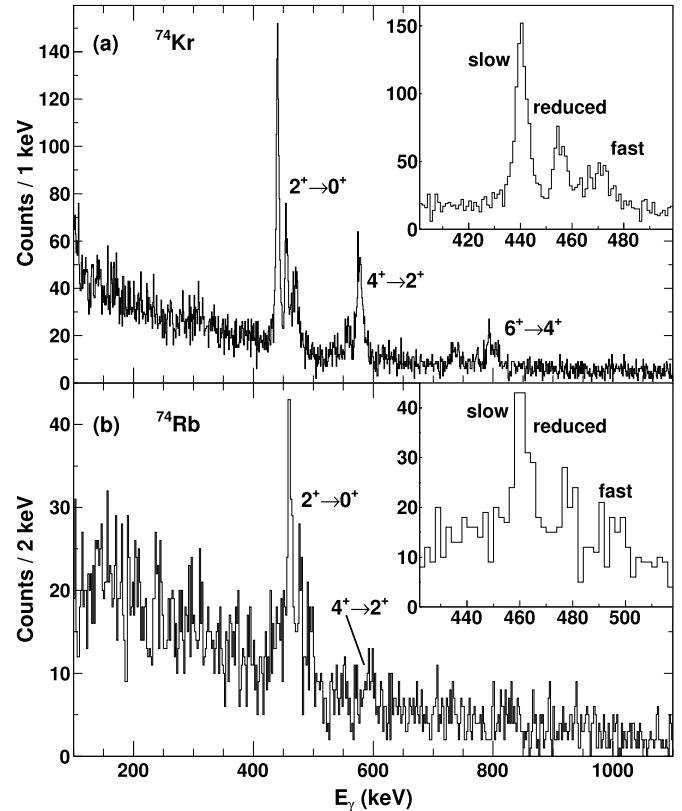 (a) ⁷⁴Kr
Counts / 1 keV
0 20 40 60 80 100 120 140
2⁺→0⁺
4⁺→2⁺
6⁺→4⁺
slow
reduced
fast
0 50 100 150
420 440 460 480
(b) ⁷⁴Rb
Counts / 2 keV
0 10 20 30 40
2⁺→0⁺
4⁺→2⁺
slow
reduced
fast
0 10 20 30 40
440 460 480 500
200 400 600 800 1000
Eγ (keV)